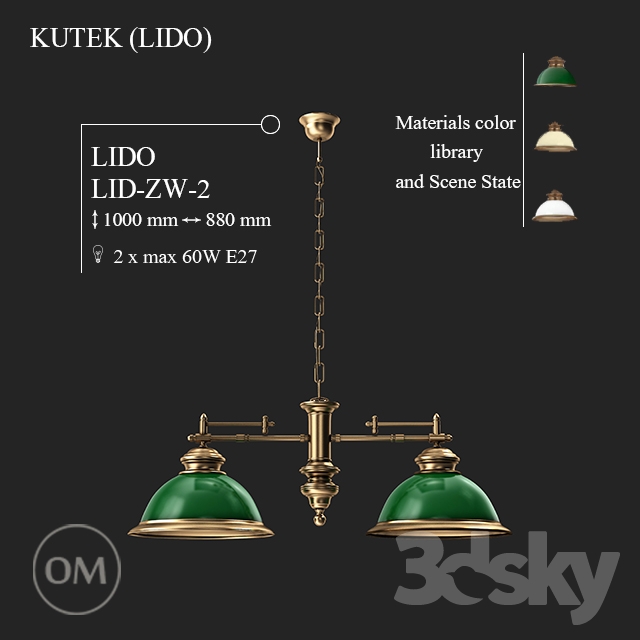 KUTEK (LIDO)
LIDO
LID-ZW-2
1000 mm 880 mm
2 x max 60W E27
Materials color
library
and Scene State
OM
3dsky